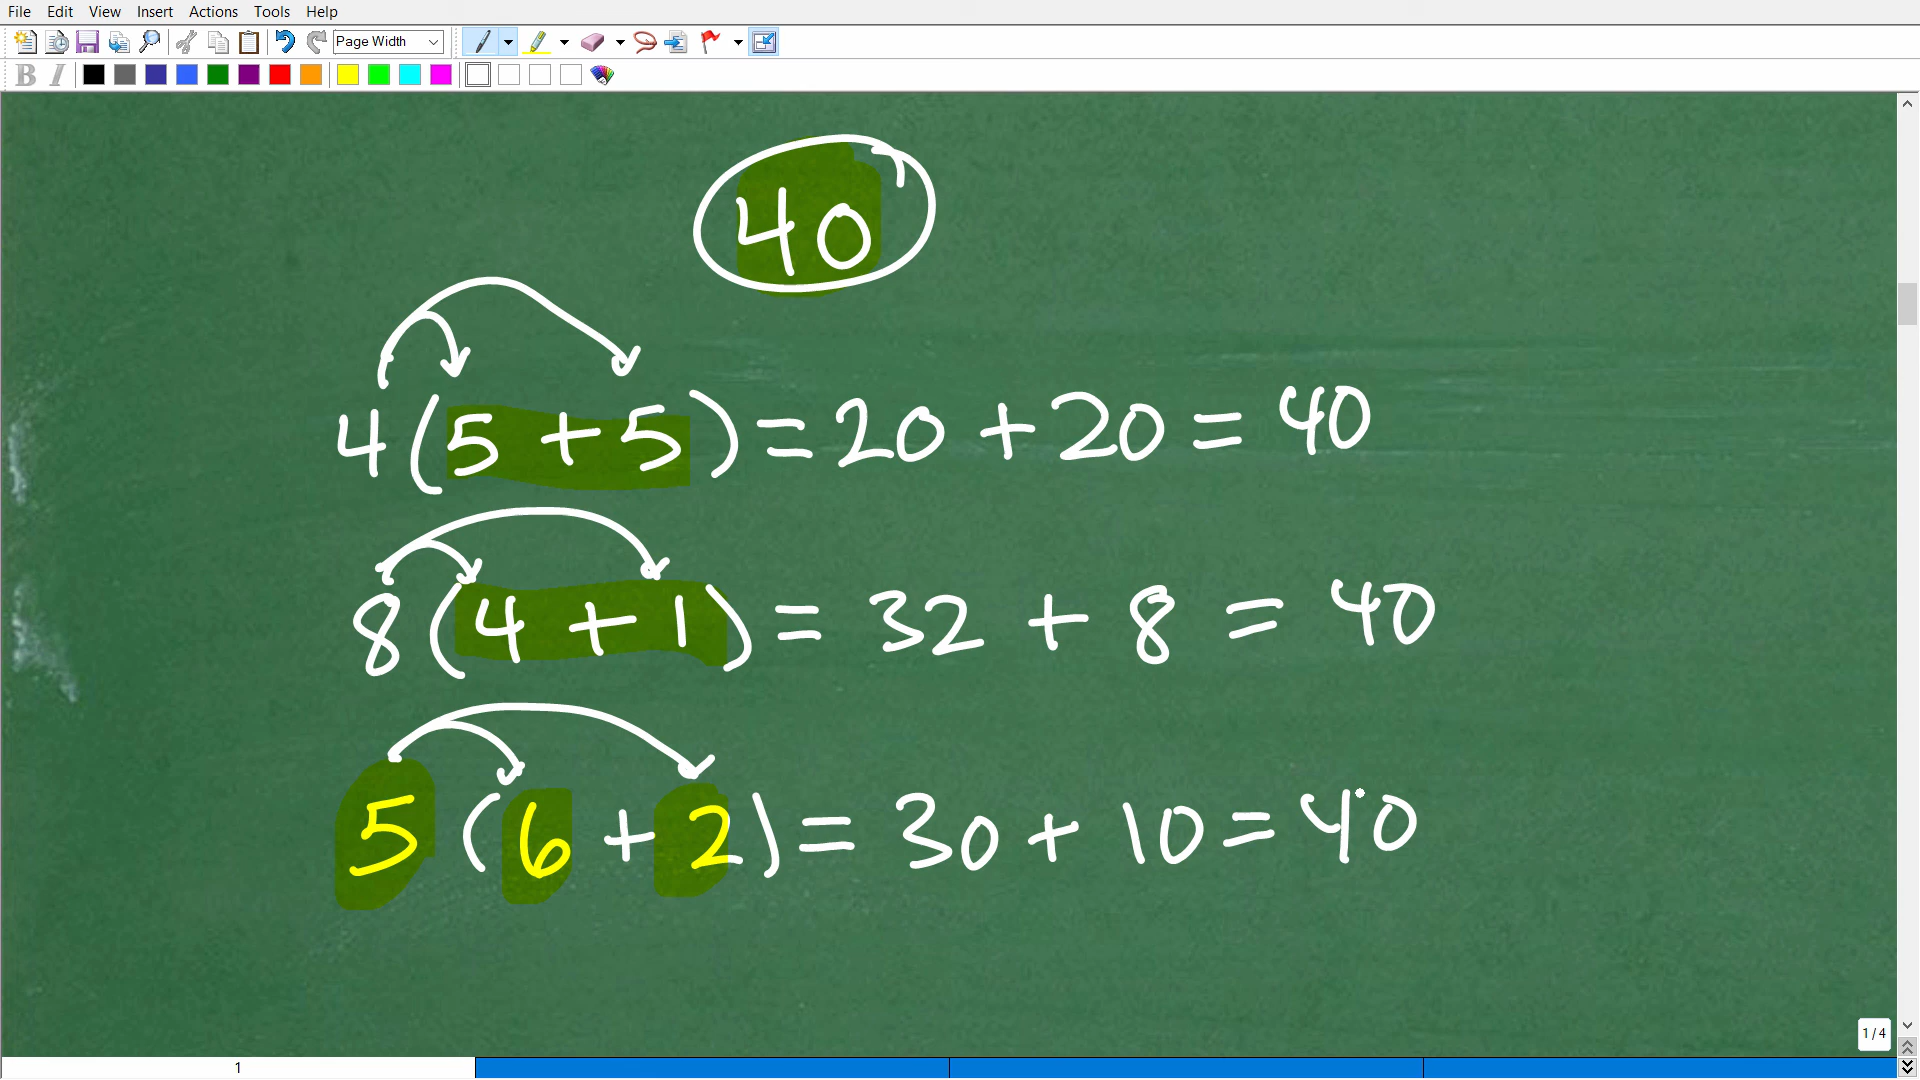 File Edit View Insert Actions Tools Help
Page Width
B I
40
4(5+5)=20+20=40
8(4+1)=32+8=40
5(6+2)=30+10=40
1/4
1